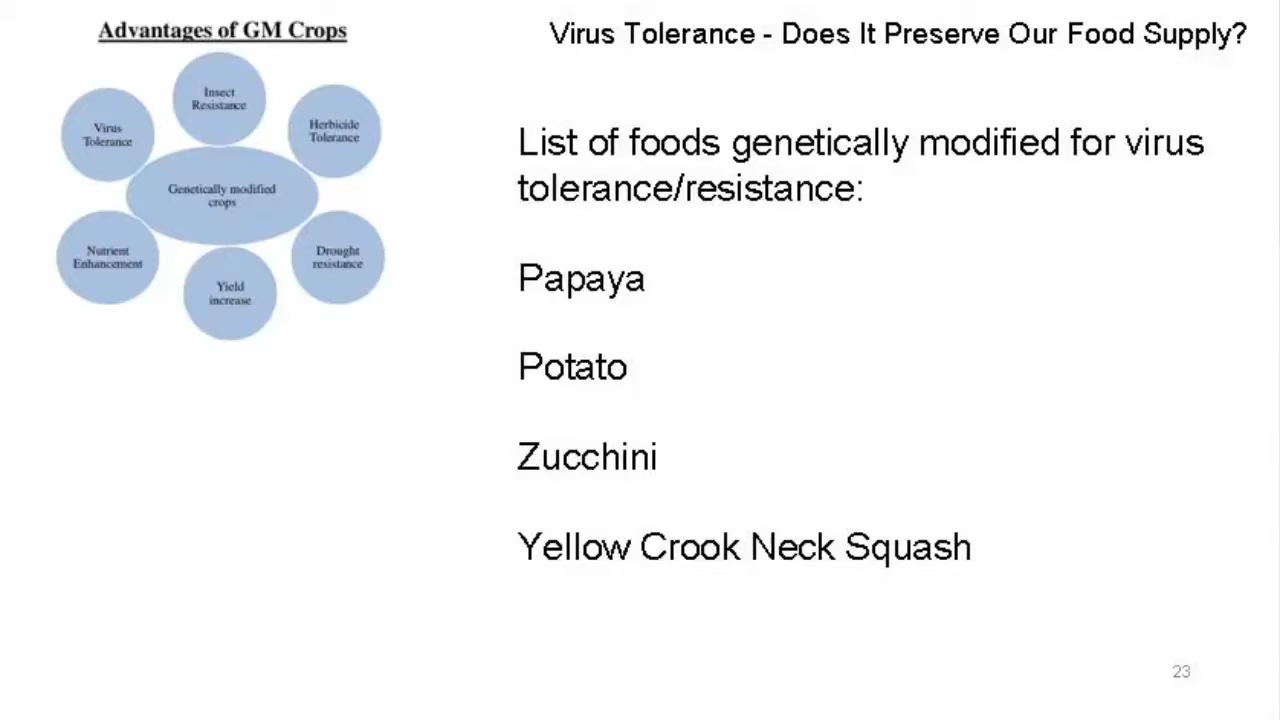 Advantages of GM Crops
Insect
Resistance
Virus
Tolerance
Herbicide
Tolerance
Genetically modified
crops
Nutrient
Enhancement
Drought
resistance
Yield
increase
Virus Tolerance - Does It Preserve Our Food Supply?
List of foods genetically modified for virus
tolerance/resistance:
Papaya
Potato
Zucchini
Yellow Crook Neck Squash
23